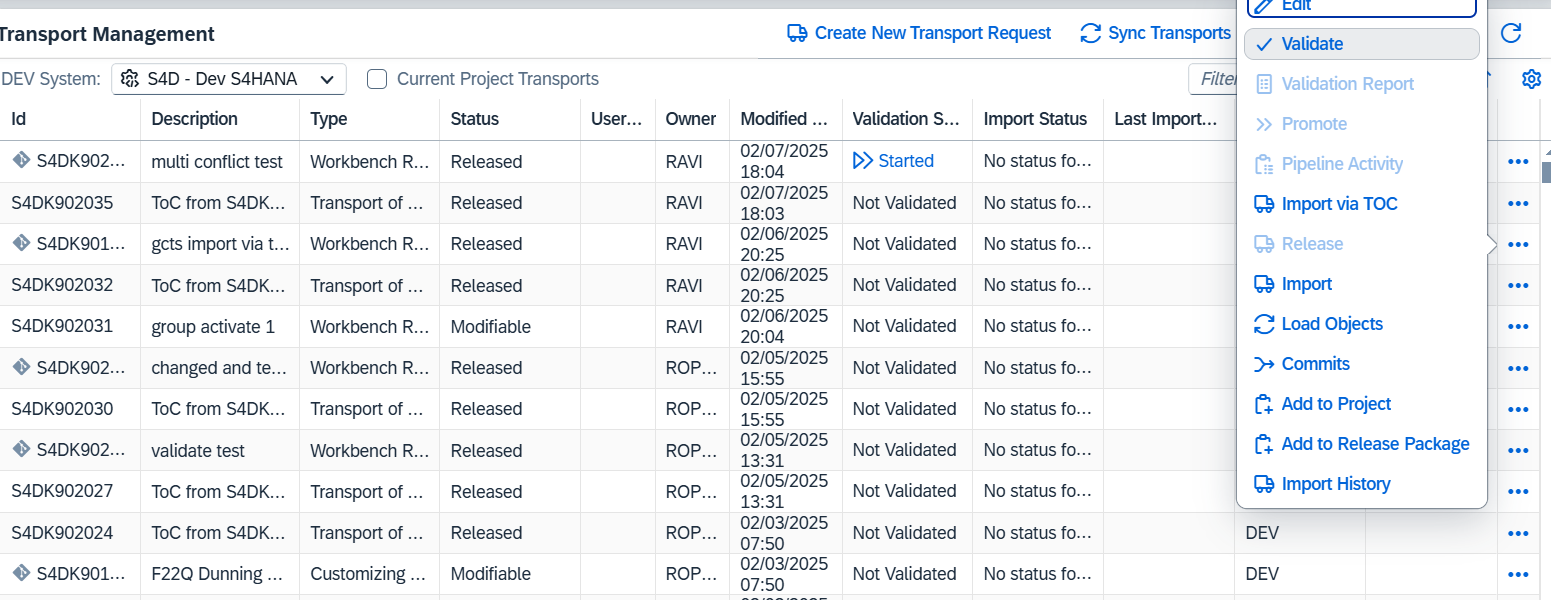 Transport Management
Create New Transport Request
Sync Transports
DEV System:
S4D - Dev S4HANA
Current Project Transports
Id Description Type Status User... Owner Modified ... Validation S... Import Status Last Import...
S4DK902... multi conflict test Workbench R... Released RAVI 02/07/2025 18:04 Started No status fo...
S4DK902035 ToC from S4DK... Transport of ... Released RAVI 02/07/2025 18:03 Not Validated No status fo...
S4DK901... gcts import via t... Workbench R... Released RAVI 02/06/2025 20:25 Not Validated No status fo...
S4DK902032 ToC from S4DK... Transport of ... Released RAVI 02/06/2025 20:25 Not Validated No status fo...
S4DK902031 group activate 1 Workbench R... Modifiable RAVI 02/06/2025 20:04 Not Validated No status fo...
S4DK902... changed and te... Workbench R... Released ROP... 02/05/2025 15:55 Not Validated No status fo...
S4DK902030 ToC from S4DK... Transport of ... Released ROP... 02/05/2025 15:55 Not Validated No status fo...
S4DK902... validate test Workbench R... Released ROP... 02/05/2025 13:31 Not Validated No status fo...
S4DK902027 ToC from S4DK... Transport of ... Released ROP... 02/05/2025 13:31 Not Validated No status fo...
S4DK902024 ToC from S4DK... Transport of ... Released ROP... 02/03/2025 07:50 Not Validated No status fo... DEV
S4DK901... F22Q Dunning ... Customizing ... Modifiable ROP... 02/03/2025 07:50 Not Validated No status fo... DEV
Edit
Validate
Validation Report
Promote
Pipeline Activity
Import via TOC
Release
Import
Load Objects
Commits
Add to Project
Add to Release Package
Import History